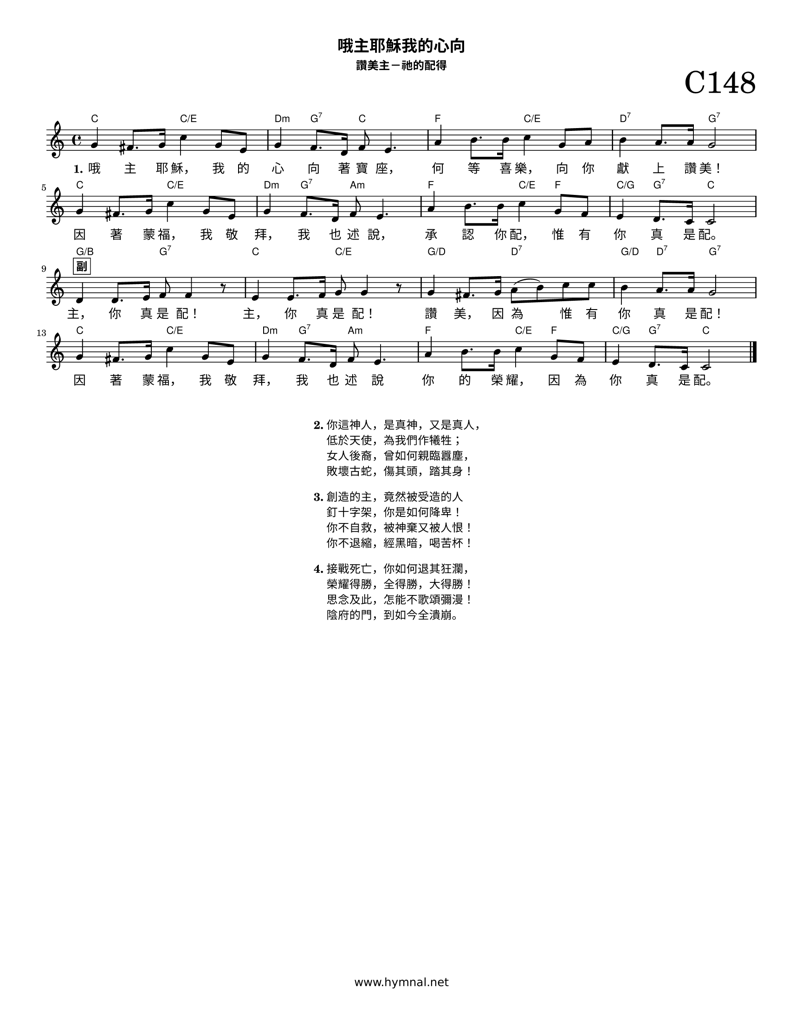 哦主耶穌我的心向
讚美主－祂的配得
C148
C C/E Dm G7 C F C/E D7 G7
1. 哦 主 耶穌， 我 的 心 向 著 寶 座， 何 等 喜樂， 向 你 獻 上 讚美！
5
C C/E Dm G7 Am F C/E F C/G G7 C
因 著 蒙福， 我 敬 拜， 我 也 述 說， 承 認 你配， 惟 有 你 真 是配。
9
G/B G7 C C/E G/D D7 G/D D7 G7
副
主， 你 真 是 配！ 主， 你 真 是 配！ 讚 美， 因 為 惟 有 你 真 是配！
13
C C/E Dm G7 Am F C/E F C/G G7 C
因 著 蒙福， 我 敬 拜， 我 也 述 說 你 的 榮耀， 因 為 你 真 是配。
2. 你這神人，是真神，又是真人，
低於天使，為我們作犧牲；
女人後裔，曾如何親臨囂塵，
敗壞古蛇，傷其頭，踏其身！
3. 創造的主，竟然被受造的人
釘十字架，你是如何降卑！
你不自救，被神棄又被人恨！
你不退縮，經黑暗，喝苦杯！
4. 接戰死亡，你如何退其狂瀾，
榮耀得勝，全得勝，大得勝！
思念及此，怎能不歌頌彌漫！
陰府的門，到如今全潰崩。
www.hymnal.net